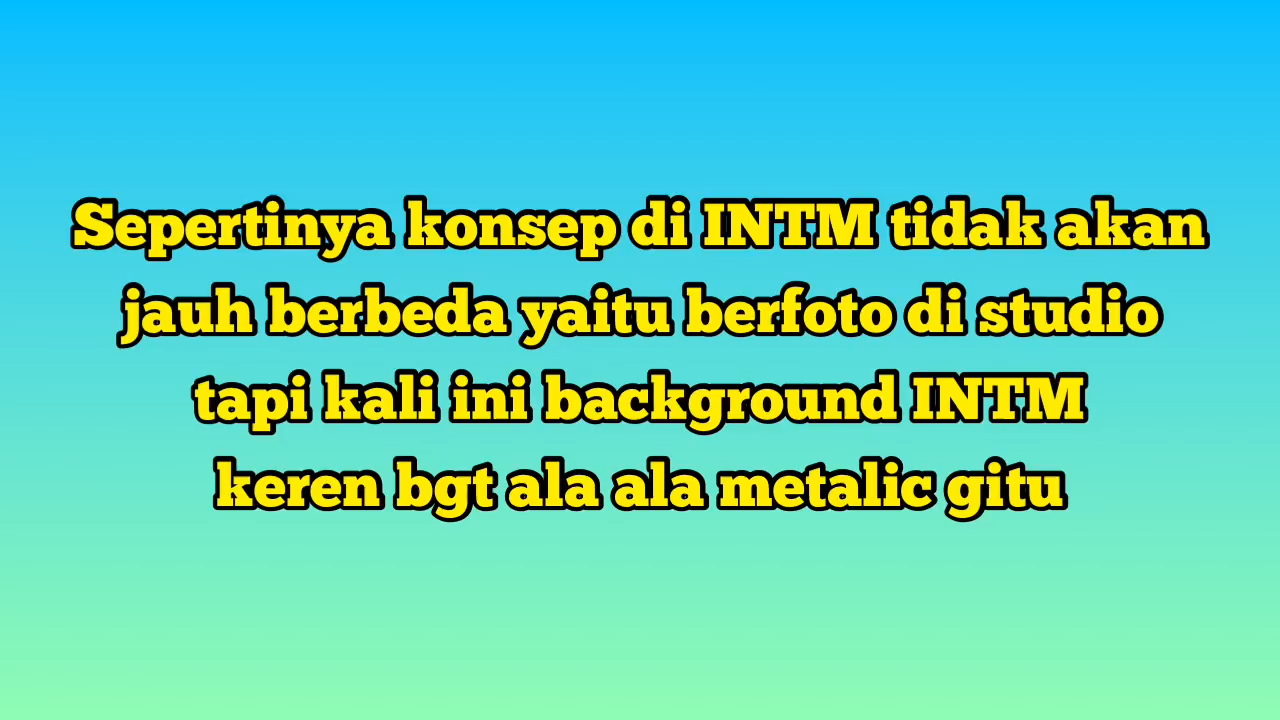 Sepertinya konsep di INTM tidak akan
jauh berbeda yaitu berfoto di studio
tapi kali ini background INTM
keren bgt ala ala metalic gitu